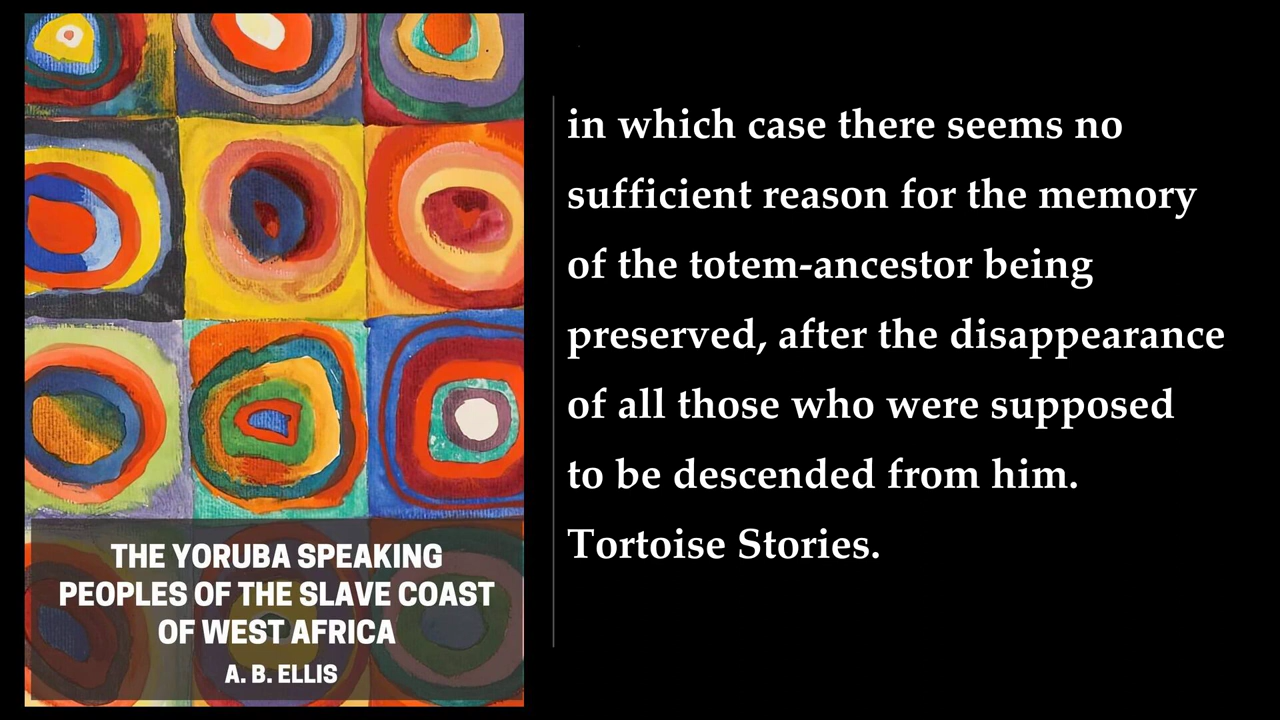 THE YORUBA SPEAKING
PEOPLES OF THE SLAVE COAST
OF WEST AFRICA
A. B. ELLIS
in which case there seems no
sufficient reason for the memory
of the totem-ancestor being
preserved, after the disappearance
of all those who were supposed
to be descended from him.
Tortoise Stories.